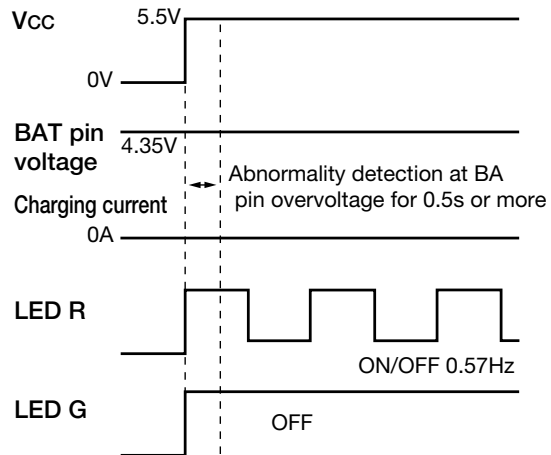 Vcc
5.5V
0V
BAT pin
voltage
4.35V
Abnormality detection at BA
pin overvoltage for 0.5s or more
Charging current
0A
LED R
ON/OFF 0.57Hz
LED G
OFF